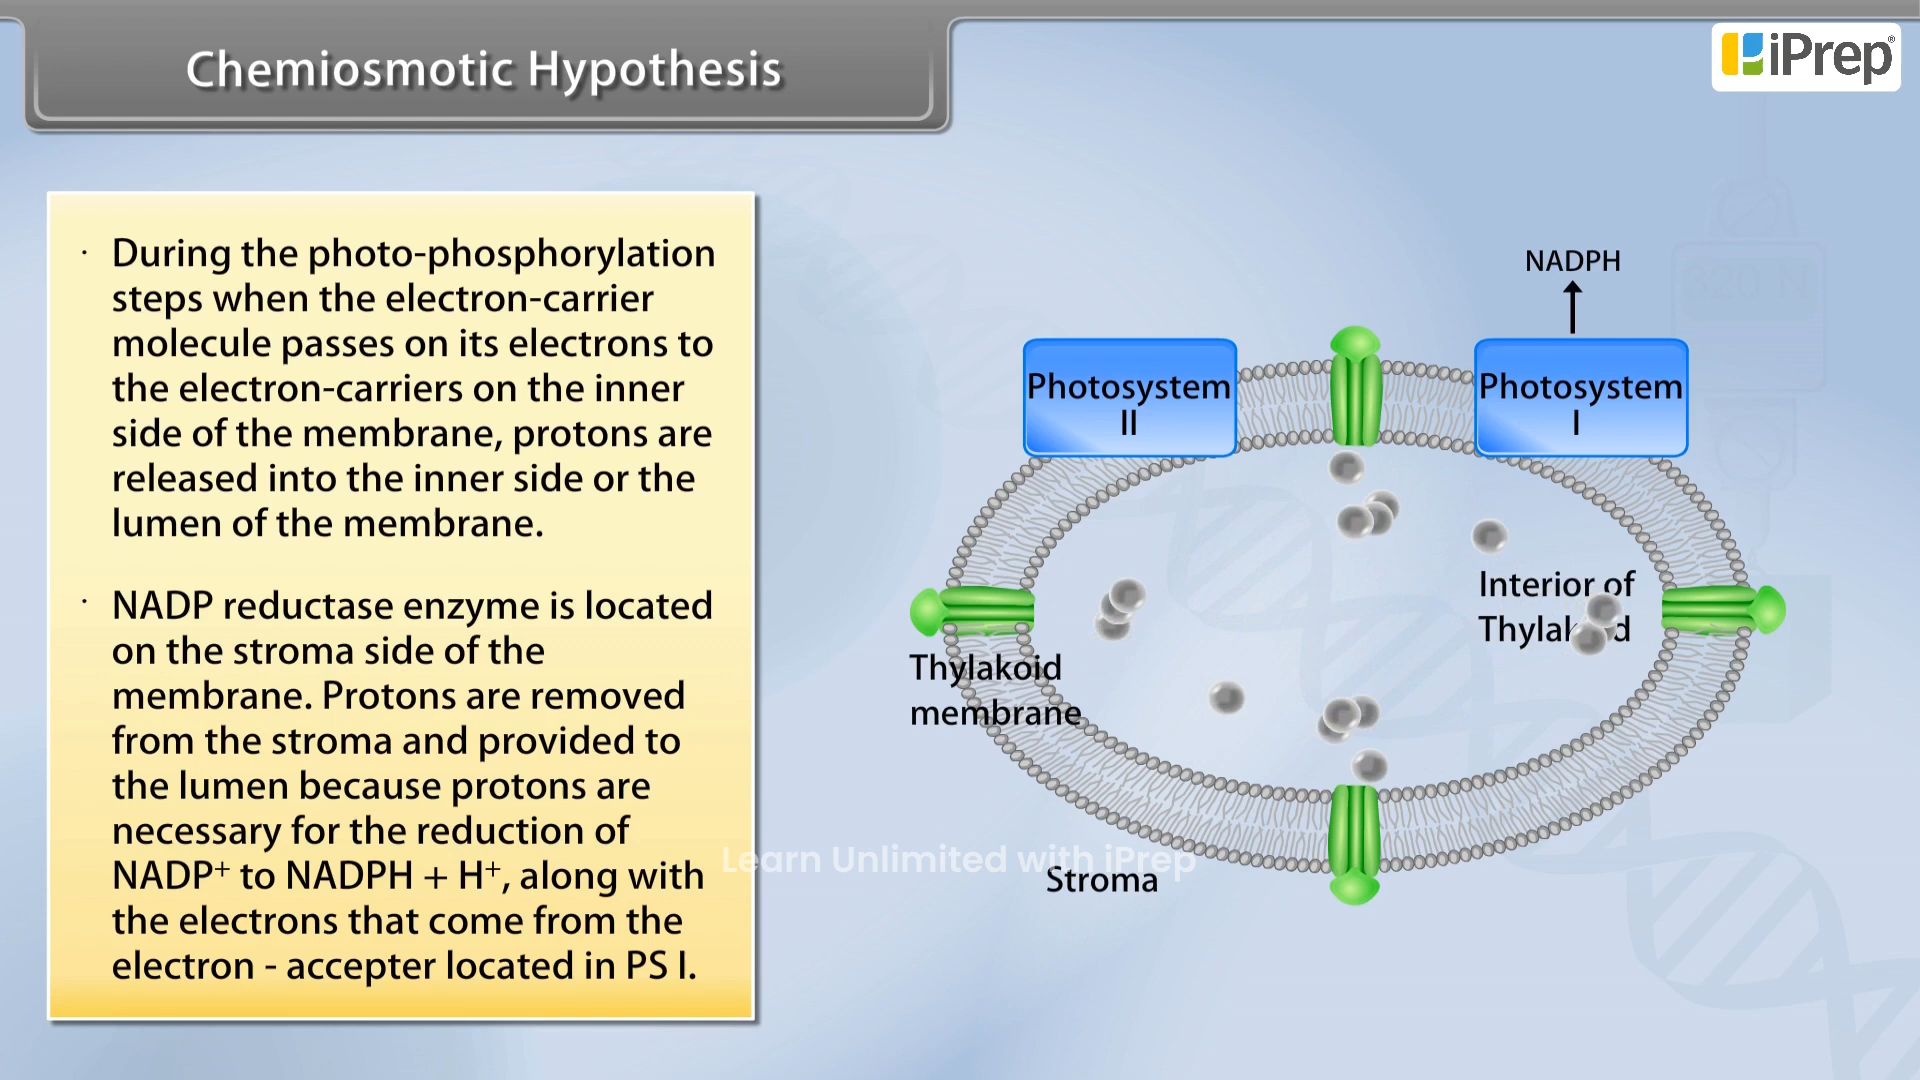 Chemiosmotic Hypothesis
iPrep®
· During the photo-phosphorylation
steps when the electron-carrier
molecule passes on its electrons to
the electron-carriers on the inner
side of the membrane, protons are
released into the inner side or the
lumen of the membrane.
· NADP reductase enzyme is located
on the stroma side of the
membrane. Protons are removed
from the stroma and provided to
the lumen because protons are
necessary for the reduction of
NADP⁺ to NADPH + H⁺, along with
the electrons that come from the
electron - accepter located in PS I.
NADPH
Photosystem
II
Photosystem
I
Interior of
Thylakoid
Thylakoid
membrane
Learn Unlimited with iPrep
Stroma
320 N